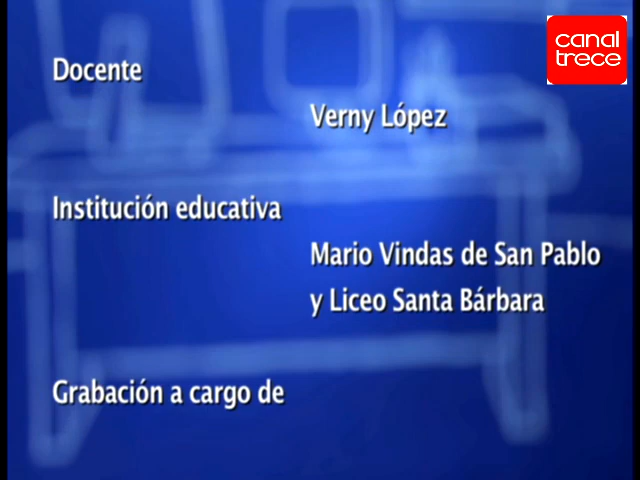 canal
trece
Docente
Verny López
Institución educativa
Mario Vindas de San Pablo
y Liceo Santa Bárbara
Grabación a cargo de